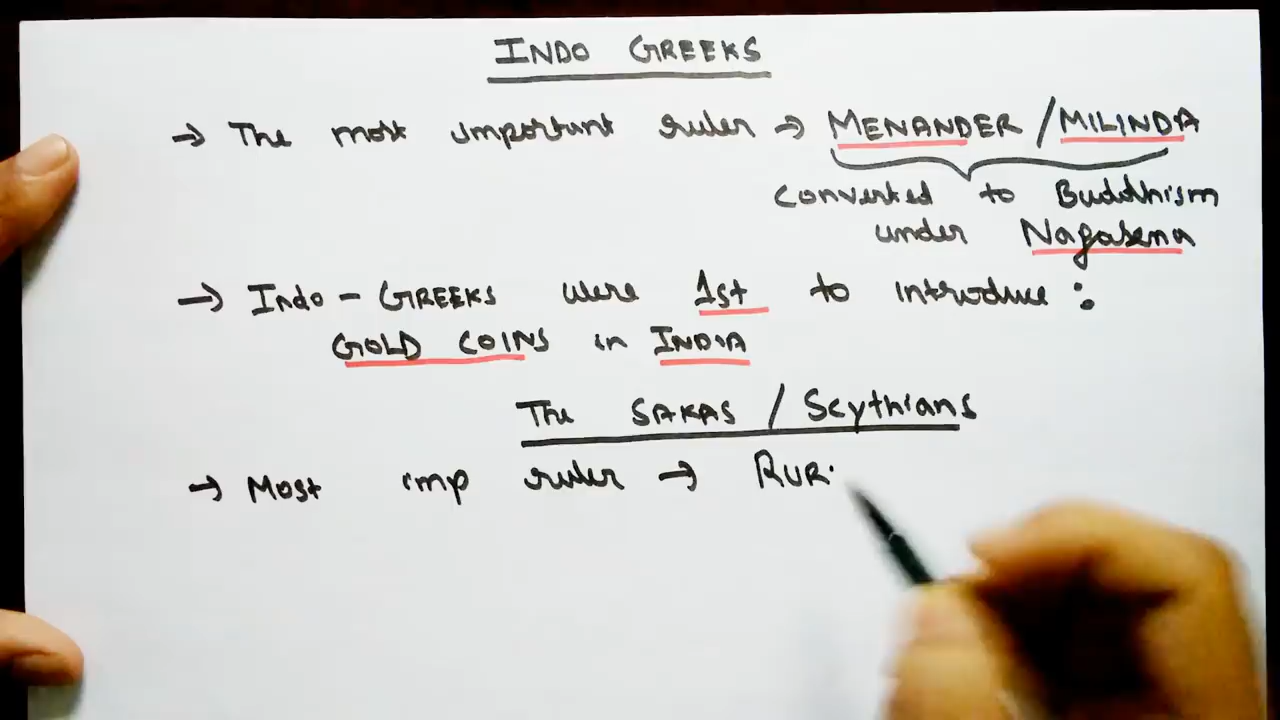 INDO GREEKS
→ The most important ruler → MENANDER / MILINDA
converted to Buddhism
under Nagasena
→ Indo - GREEKS were 1st to introduce :
GOLD COINS in INDIA
The SAKAS / Scythians
→ Most imp ruler → RUR